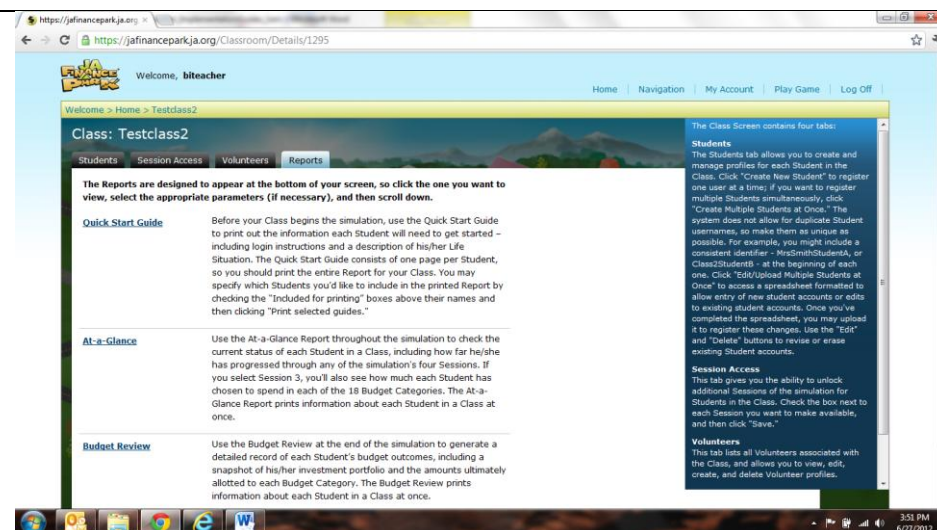 https://jafinancepark.ja.org
https://jafinancepark.ja.org/Classroom/Details/1295
JA
FINANCE
PARK
Welcome, biteacher
Home | Navigation | My Account | Play Game | Log Off |
Welcome > Home > Testclass2
Class: Testclass2
Students Session Access Volunteers Reports
The Reports are designed to appear at the bottom of your screen, so click the one you want to
view, select the appropriate parameters (if necessary), and then scroll down.
Quick Start Guide
Before your Class begins the simulation, use the Quick Start Guide
to print out the information each Student will need to get started –
including login instructions and a description of his/her Life
Situation. The Quick Start Guide consists of one page per Student,
so you should print the entire Report for your Class. You may
specify which Students you'd like to include in the printed Report by
checking the "Included for printing" boxes above their names and
then clicking "Print selected guides."
At-a-Glance
Use the At-a-Glance Report throughout the simulation to check the
current status of each Student in a Class, including how far he/she
has progressed through any of the simulation's four Sessions. If
you select Session 3, you'll also see how much each Student has
chosen to spend in each of the 18 Budget Categories. The At-a-
Glance Report prints information about each Student in a Class at
once.
Budget Review
Use the Budget Review at the end of the simulation to generate a
detailed record of each Student's budget outcomes, including a
snapshot of his/her investment portfolio and the amounts ultimately
allotted to each Budget Category. The Budget Review prints
information about each Student in a Class at once.
The Class Screen contains four tabs:
Students
The Students tab allows you to create and
manage profiles for each Student in the
Class. Click "Create New Student" to register
one user at a time; if you want to register
multiple Students simultaneously, click
"Create Multiple Students at Once." The
system does not allow for duplicate Student
usernames, so make them as unique as
possible. For example, you might include a
consistent identifier - MrsSmithStudentA, or
Class2StudentB - at the beginning of each
one. Click "Edit/Upload Multiple Students at
Once" to access a spreadsheet formatted to
allow entry of new student accounts or edits
to existing student accounts. Once you've
completed the spreadsheet, you may upload
it to register these changes. Use the "Edit"
and "Delete" buttons to revise or erase
existing Student accounts.
Session Access
This tab gives you the ability to unlock
additional Sessions of the simulation for
Students in the Class. Check the box next to
each Session you want to make available,
and then click "Save."
Volunteers
This tab lists all Volunteers associated with
the Class, and allows you to view, edit,
create, and delete Volunteer profiles.
3:51 PM
6/27/2012